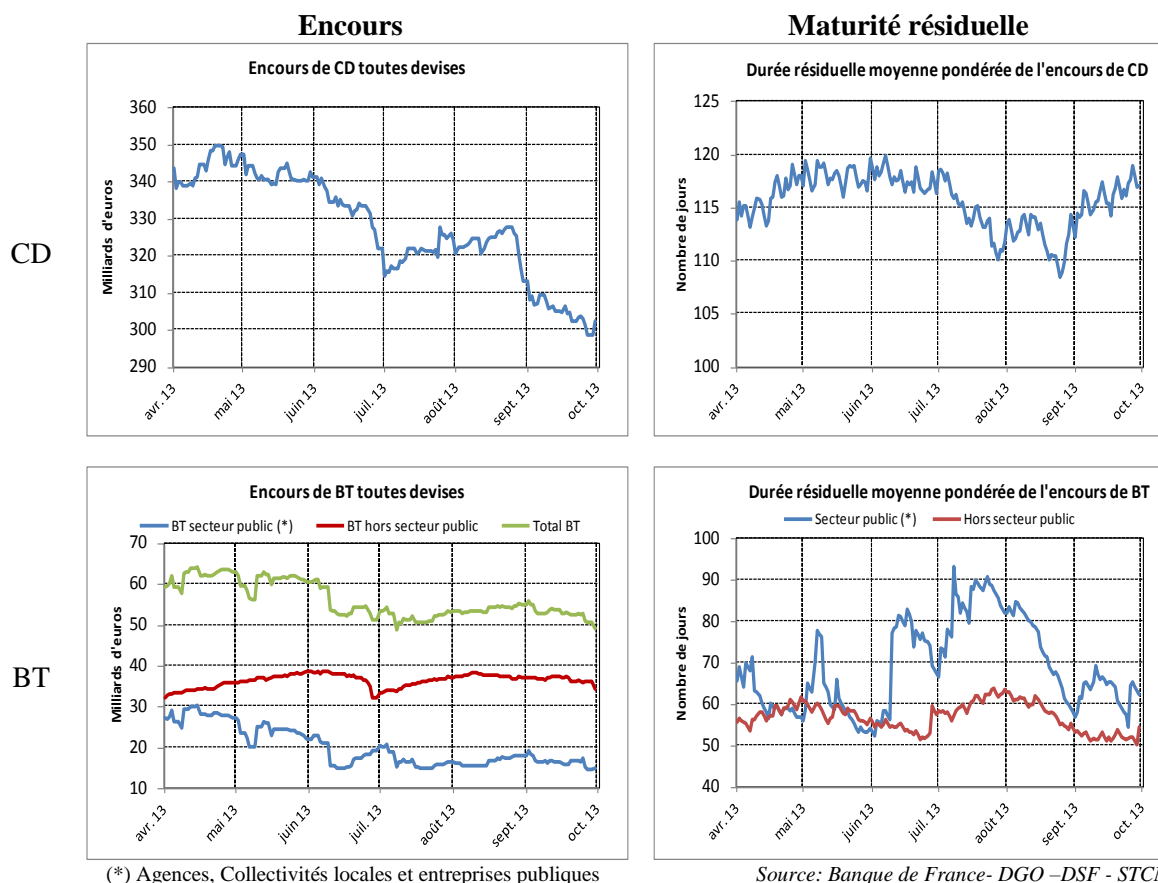 Encours
Maturité résiduelle
CD
Encours de CD toutes devises
Milliards d'euros
360
350
340
330
320
310
300
290
avr. 13
mai 13
juin 13
juil. 13
août 13
sept. 13
oct. 13
Durée résiduelle moyenne pondérée de l'encours de CD
Nombre de jours
125
120
115
110
105
100
avr. 13
mai 13
juin 13
juil. 13
août 13
sept. 13
oct. 13
BT
Encours de BT toutes devises
BT secteur public (*)
BT hors secteur public
Total BT
Milliards d'euros
70
60
50
40
30
20
10
avr. 13
mai 13
juin 13
juil. 13
août 13
sept. 13
oct. 13
Durée résiduelle moyenne pondérée de l'encours de BT
Secteur public (*)
Hors secteur public
Nombre de jours
100
90
80
70
60
50
40
avr. 13
mai 13
juin 13
juil. 13
août 13
sept. 13
oct. 13
(*) Agences, Collectivités locales et entreprises publiques
Source: Banque de France- DGO –DSF -